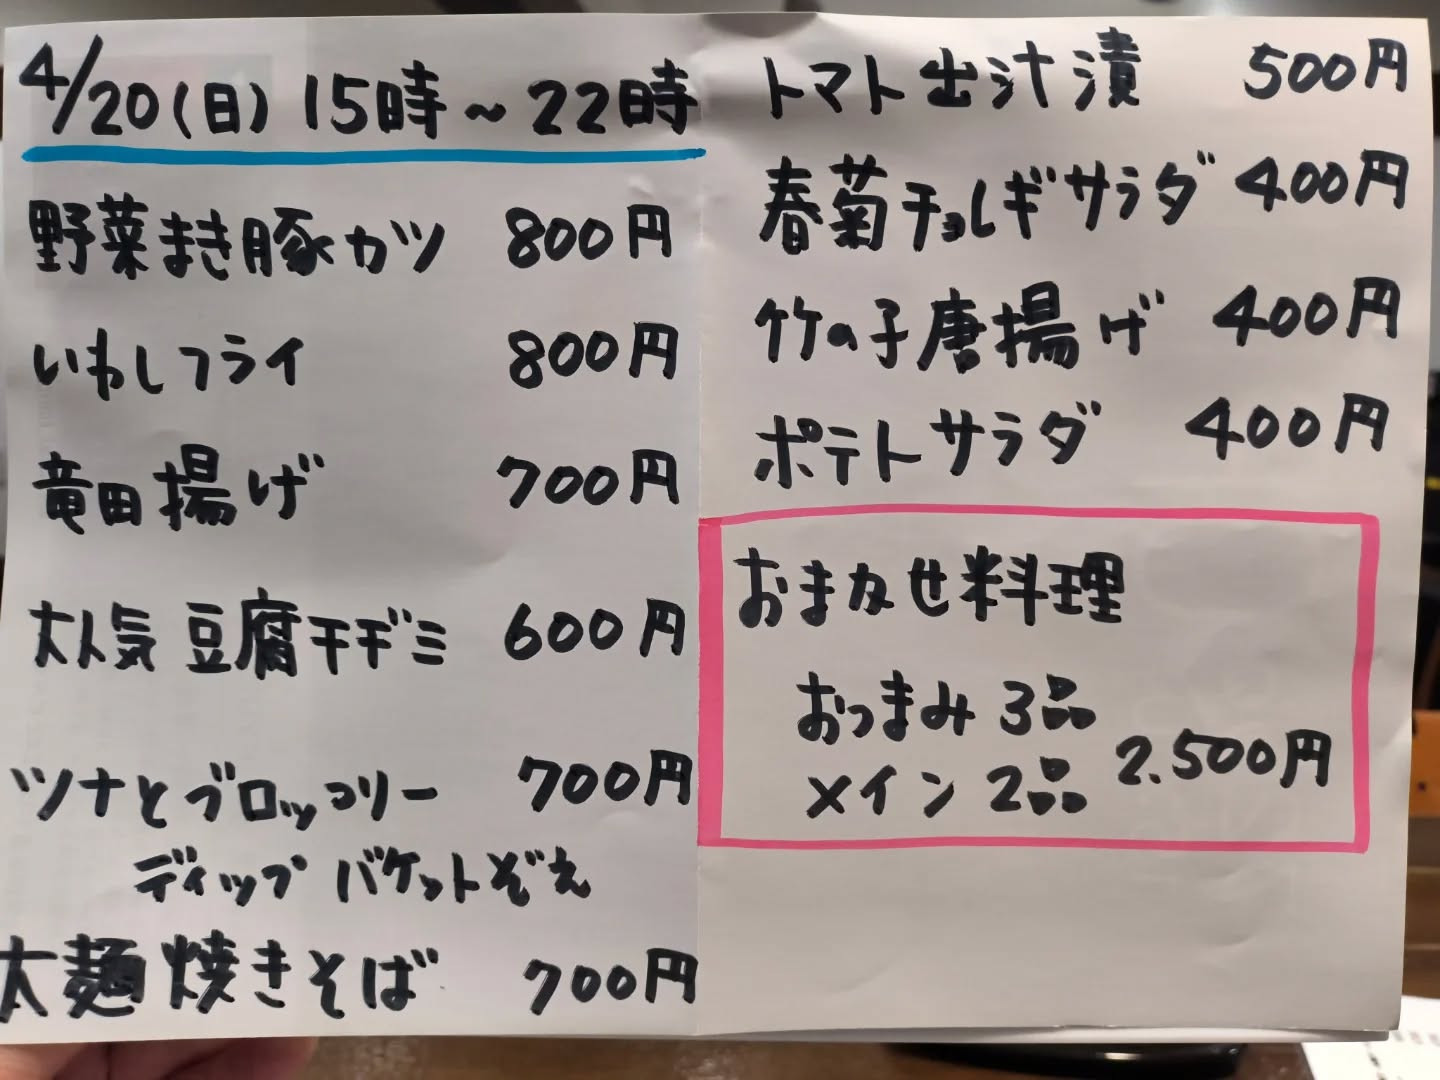 4/20(日) 15時~22時
野菜まき豚カツ 800円
いわしフライ 800円
竜田揚げ 700円
大人気 豆腐チヂミ 600円
ツナとブロッコリー 700円
ディップ バケットぞえ
太麺焼きそば 700円
トマト出汁漬 500円
春菊チョレギサラダ 400円
竹の子唐揚げ 400円
ポテトサラダ 400円
おまかせ料理
おつまみ 3品
メイン 2品 2.500円